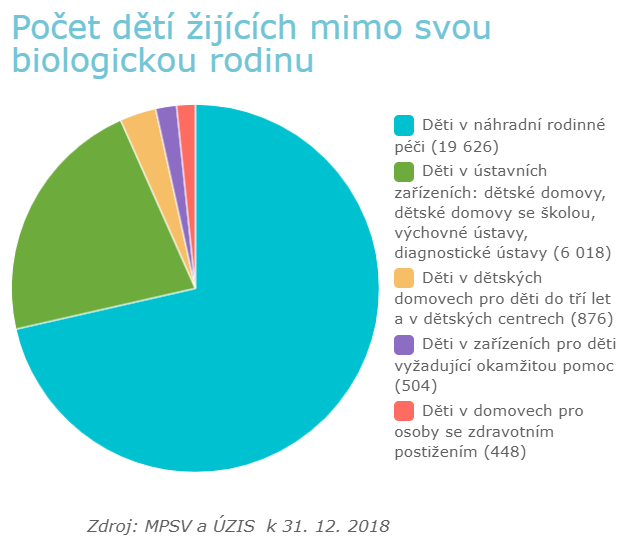 Počet dětí žijících mimo svou
biologickou rodinu
Děti v náhradní rodinné
péči (19 626)
Děti v ústavních
zařízeních: dětské domovy,
dětské domovy se školou,
výchovné ústavy,
diagnostické ústavy (6 018)
Děti v dětských
domovech pro děti do tří let
a v dětských centrech (876)
Děti v zařízeních pro děti
vyžadující okamžitou pomoc
(504)
Děti v domovech pro
osoby se zdravotním
postižením (448)
Zdroj: MPSV a ÚZIS k 31. 12. 2018